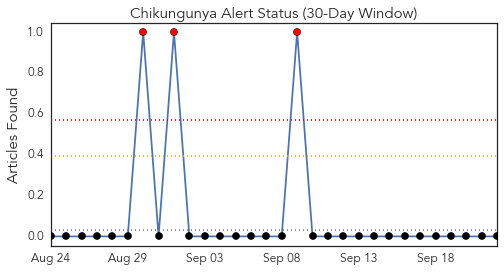 Chikungunya Alert Status (30-Day Window)
Articles Found
1.0
0.8
0.6
0.4
0.2
0.0
Aug 24 Aug 29 Sep 03 Sep 08 Sep 13 Sep 18